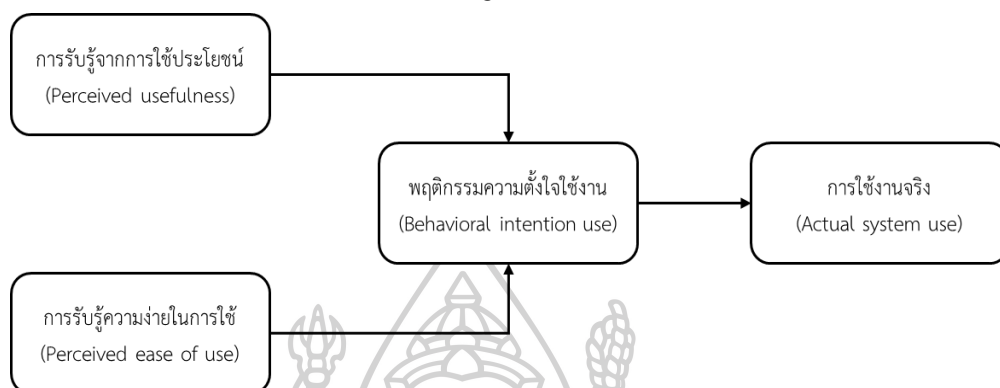 การรับรู้จากการใช้ประโยชน์
(Perceived usefulness)
พฤติกรรมความตั้งใจใช้งาน
(Behavioral intention use)
การใช้งานจริง
(Actual system use)
การรับรู้ความง่ายในการใช้
(Perceived ease of use)